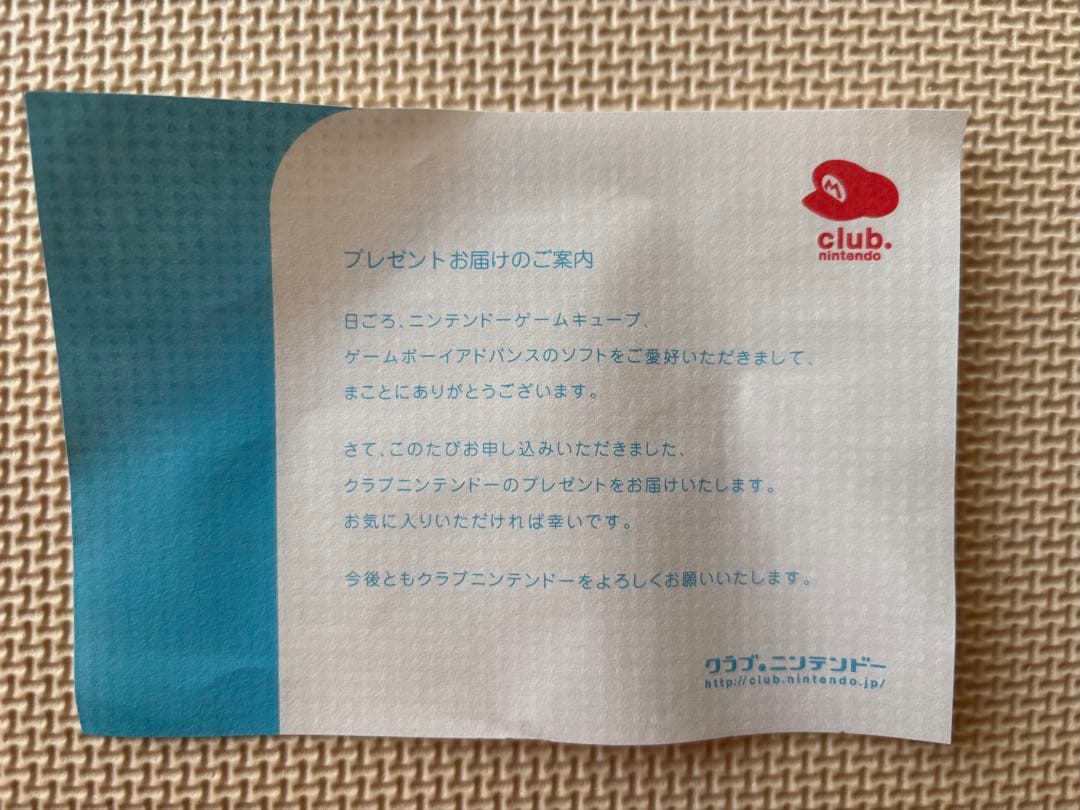 M
club.
nintendo
プレゼントお届けのご案内
日ごろ、ニンテンドーゲームキューブ、
ゲームボーイアドバンスのソフトをご愛好いただきまして、
まことにありがとうございます。
さて、このたびお申し込みいただきました、
クラブニンテンドーのプレゼントをお届けいたします。
お気に入りいただければ幸いです。
今後ともクラブニンテンドーをよろしくお願いいたします。
クラブ・ニンテンドー
http://club.nintendo.jp/